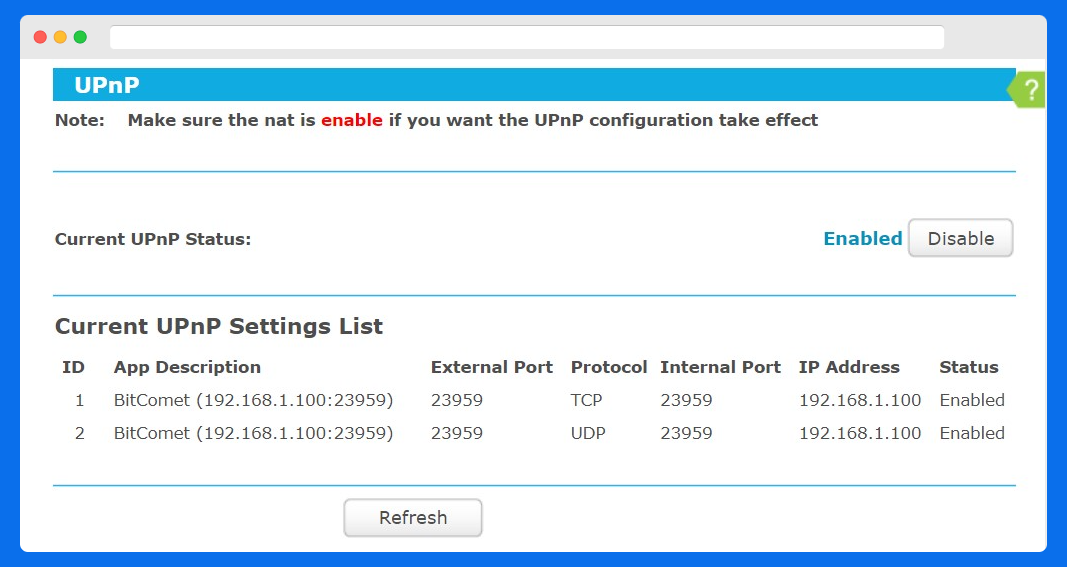 UPnP
?
Note: Make sure the nat is enable if you want the UPnP configuration take effect
Current UPnP Status: Enabled Disable
Current UPnP Settings List
ID App Description External Port Protocol Internal Port IP Address Status
1 BitComet (192.168.1.100:23959) 23959 TCP 23959 192.168.1.100 Enabled
2 BitComet (192.168.1.100:23959) 23959 UDP 23959 192.168.1.100 Enabled
Refresh